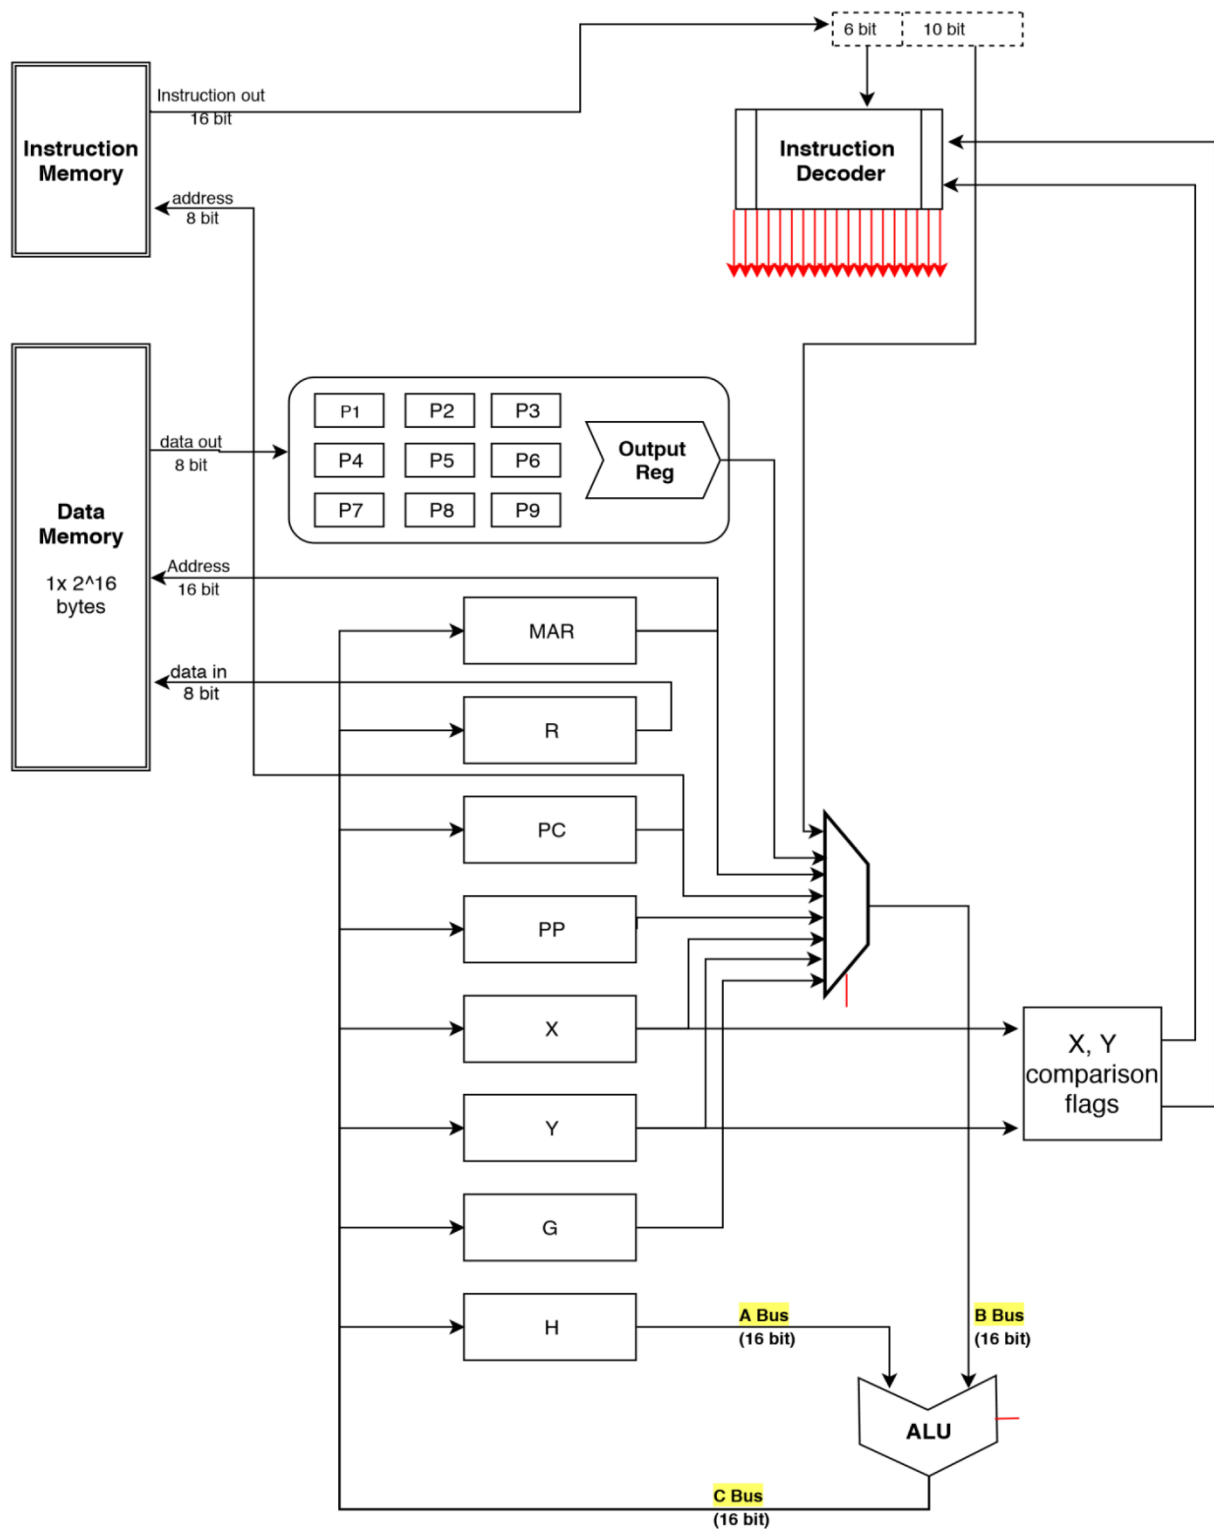 6 bit
10 bit
Instruction out
16 bit
Instruction
Memory
Instruction
Decoder
address
8 bit
P1
P2
P3
data out
8 bit
P4
P5
P6
Output
Reg
P7
P8
P9
Data
Memory
1x 2^16
bytes
Address
16 bit
MAR
data in
8 bit
R
PC
PP
X
X, Y
comparison
flags
Y
G
H
A Bus
(16 bit)
B Bus
(16 bit)
ALU
C Bus
(16 bit)